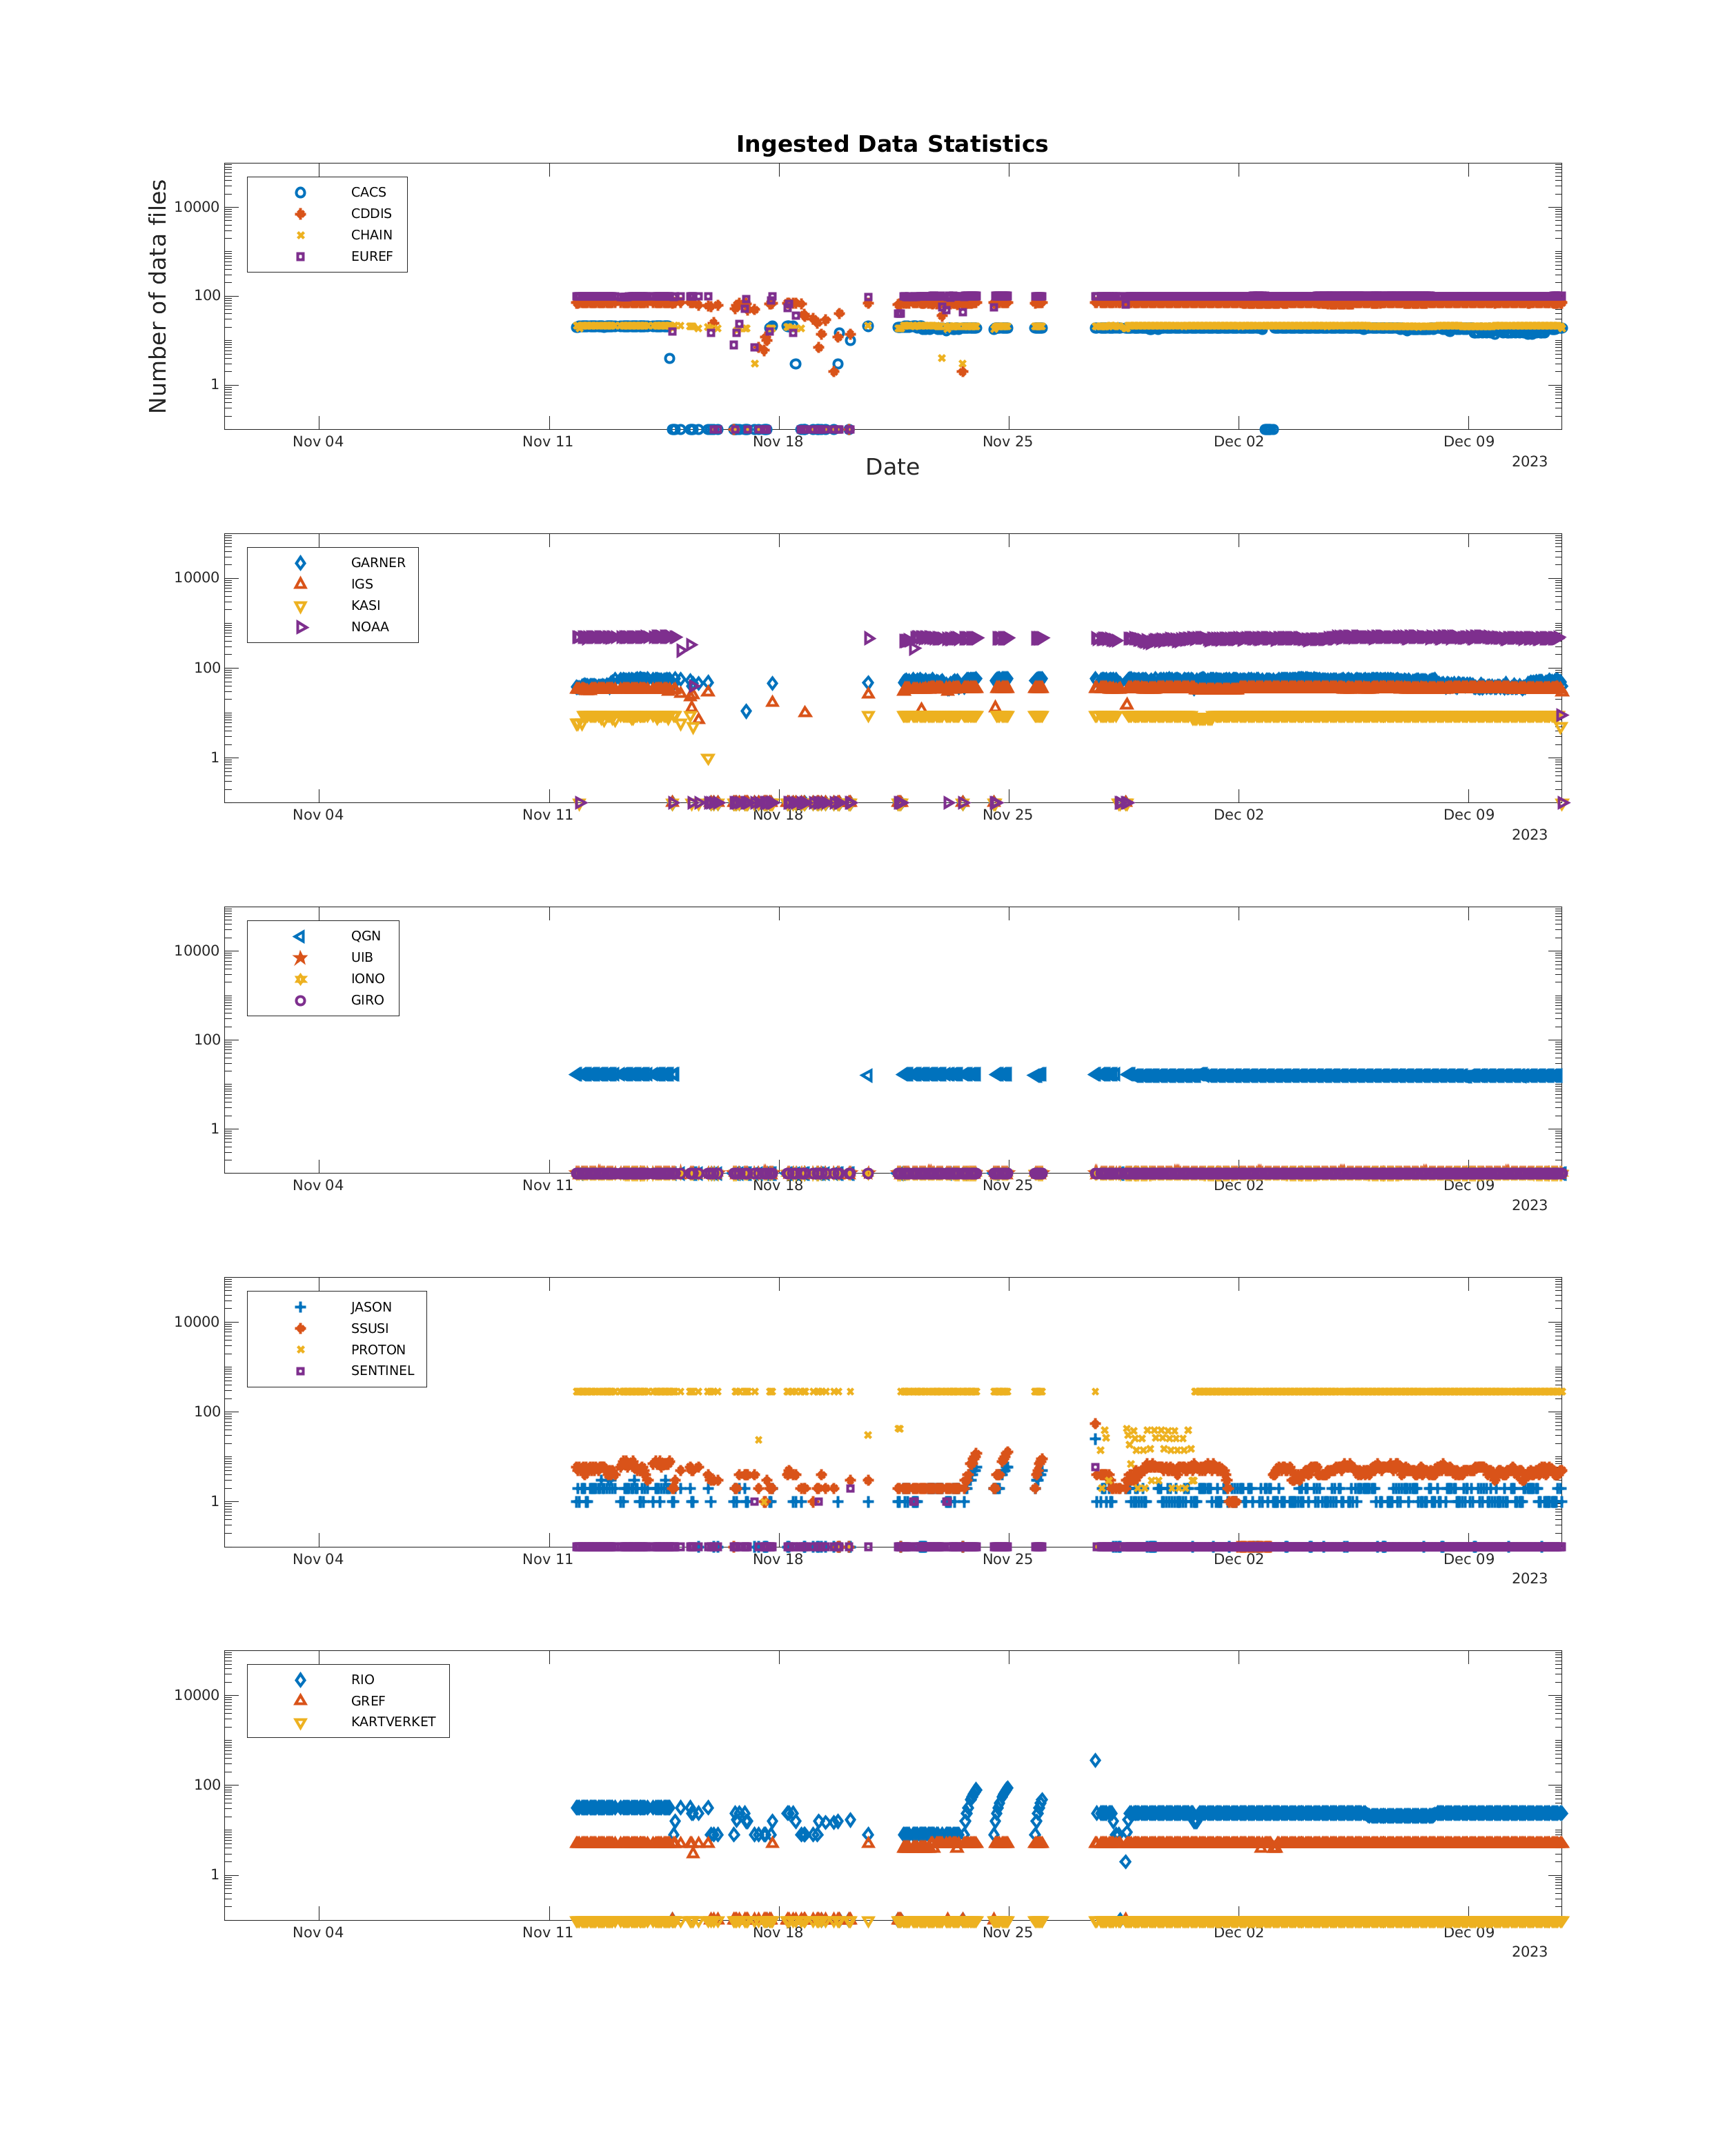 Ingested Data Statistics
Number of data files
10000
100
1
CACS
CDDIS
CHAIN
EUREF
Nov 04 Nov 11 Nov 18 Nov 25 Dec 02 Dec 09
2023
Date
10000
100
1
GARNER
IGS
KASI
NOAA
Nov 04 Nov 11 Nov 18 Nov 25 Dec 02 Dec 09
2023
10000
100
1
QGN
UIB
IONO
GIRO
Nov 04 Nov 11 Nov 18 Nov 25 Dec 02 Dec 09
2023
10000
100
1
JASON
SSUSI
PROTON
SENTINEL
Nov 04 Nov 11 Nov 18 Nov 25 Dec 02 Dec 09
2023
10000
100
1
RIO
GREF
KARTVERKET
Nov 04 Nov 11 Nov 18 Nov 25 Dec 02 Dec 09
2023